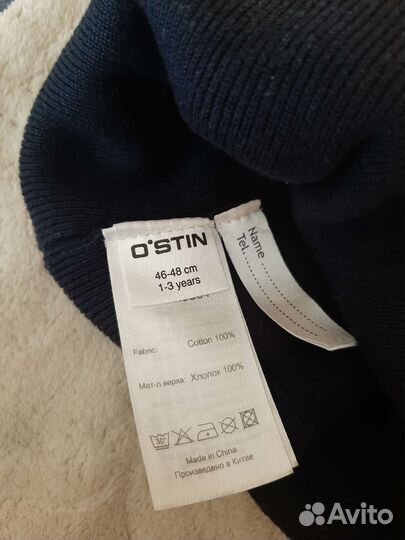 O'STIN
46-48 cm
1-3 years
Fabric: Cotton 100%
Мат-л верха: Хлопок 100%
30°
Made in China
Произведено в Китае
Name
Tel.
Avito